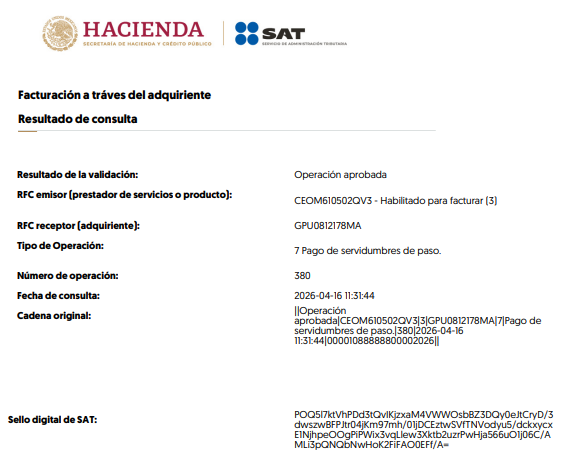 HACIENDA
SECRETARÍA DE HACIENDA Y CRÉDITO PÚBLICO
SAT
SERVICIO DE ADMINISTRACIÓN TRIBUTARIA
Facturación a tráves del adquiriente
Resultado de consulta
Resultado de la validación: Operación aprobada
RFC emisor (prestador de servicios o producto): CEOM610502QV3 - Habilitado para facturar (3)
RFC receptor (adquiriente): GPU0812178MA
Tipo de Operación: 7 Pago de servidumbres de paso.
Número de operación: 380
Fecha de consulta: 2026-04-16 11:31:44
Cadena original: ||Operación
aprobada|CEOM610502QV3|3|GPU0812178MA|7|Pago de
servidumbres de paso.|380|2026-04-16
11:31:44|00001088888800002026||
Sello digital de SAT: POQ5l7ktVhPDd3tQvIKjzxaM4VWWOsbBZ3DQy0eJtCryD/3
dwszwBFPJtr04jKm97mh/01jDCEztwSVfTNVodyu5/dckxycx
E1NjhpeOOgPiPWix3vqLlew3Xktb2uzrPwHja566uO1j06C/A
MLi3pQNQbNwHoK2FiFAO0EFf/A=